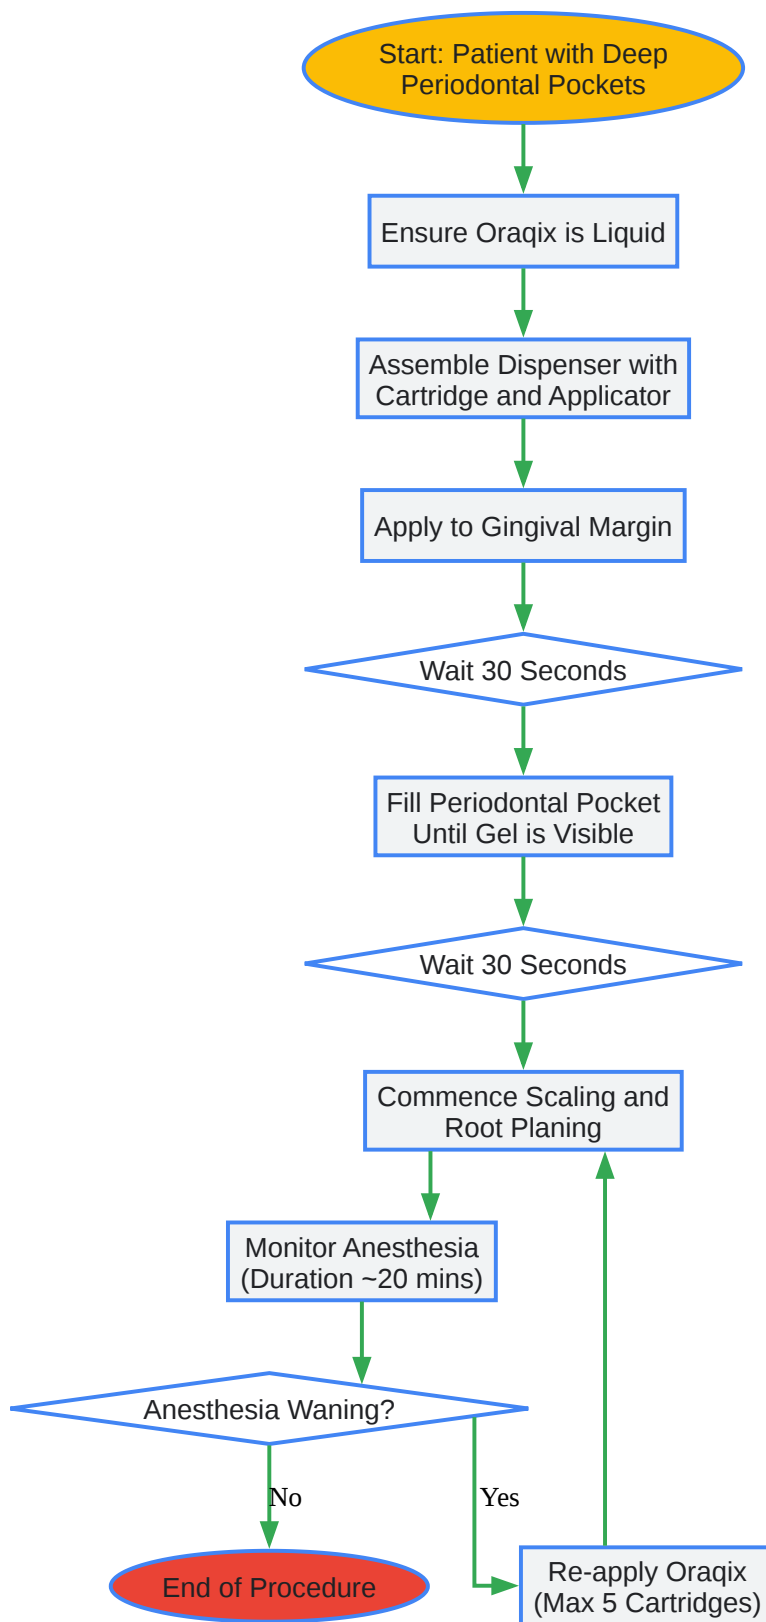 Start: Patient with Deep
Periodontal Pockets
Ensure Oraqix is Liquid
Assemble Dispenser with
Cartridge and Applicator
Apply to Gingival Margin
Wait 30 Seconds
Fill Periodontal Pocket
Until Gel is Visible
Wait 30 Seconds
Commence Scaling and
Root Planing
Monitor Anesthesia
(Duration ~20 mins)
Anesthesia Waning?
No
Yes
End of Procedure
Re-apply Oraqix
(Max 5 Cartridges)